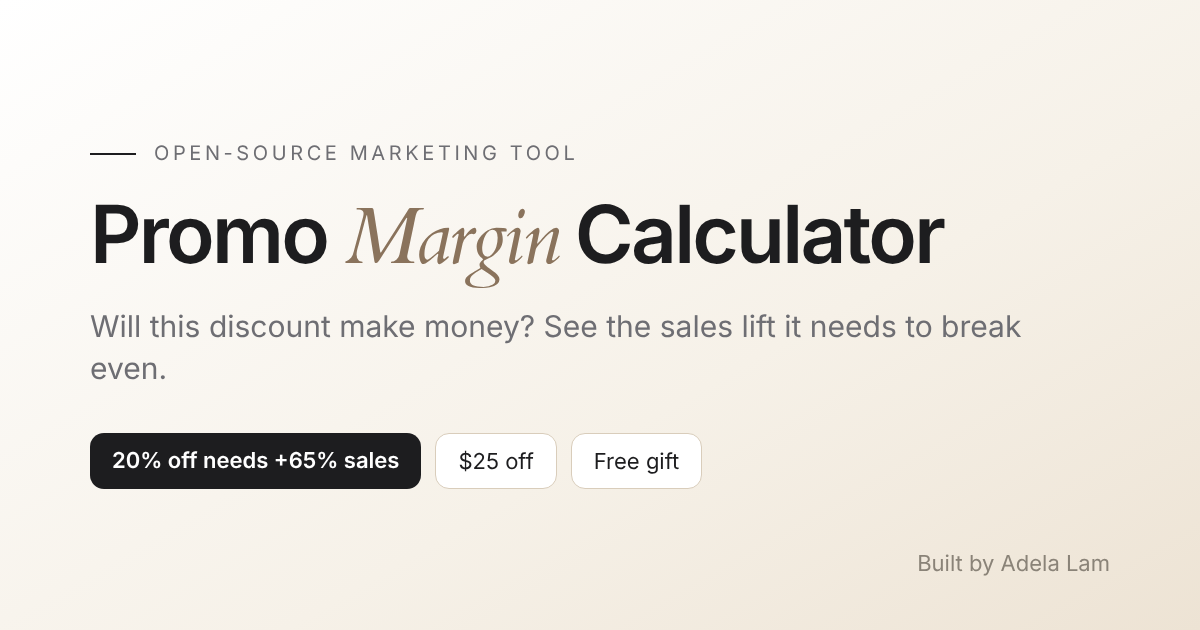 OPEN-SOURCE MARKETING TOOL
Promo Margin Calculator
Will this discount make money? See the sales lift it needs to break
even.
20% off needs +65% sales
$25 off
Free gift
Built by Adela Lam